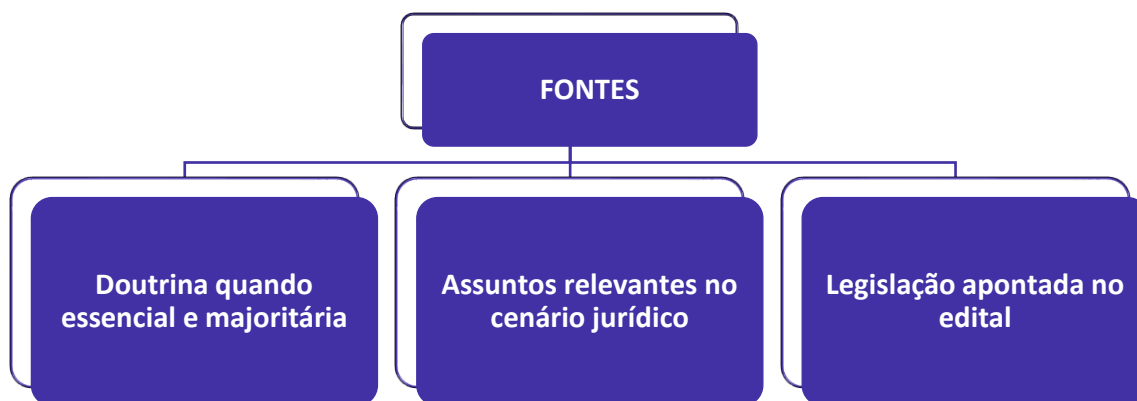 FONTES
Doutrina quando
essencial e majoritária
Assuntos relevantes no
cenário jurídico
Legislação apontada no
edital